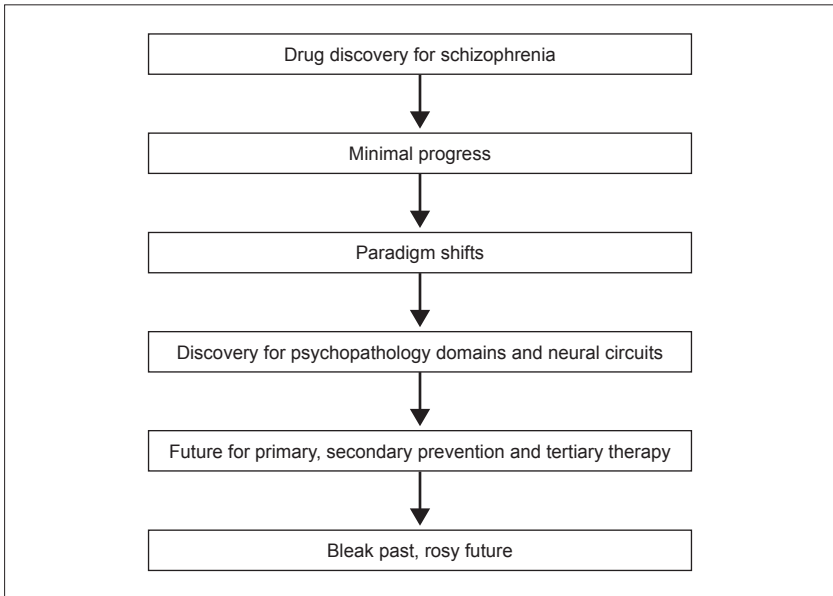 Drug discovery for schizophrenia
Minimal progress
Paradigm shifts
Discovery for psychopathology domains and neural circuits
Future for primary, secondary prevention and tertiary therapy
Bleak past, rosy future